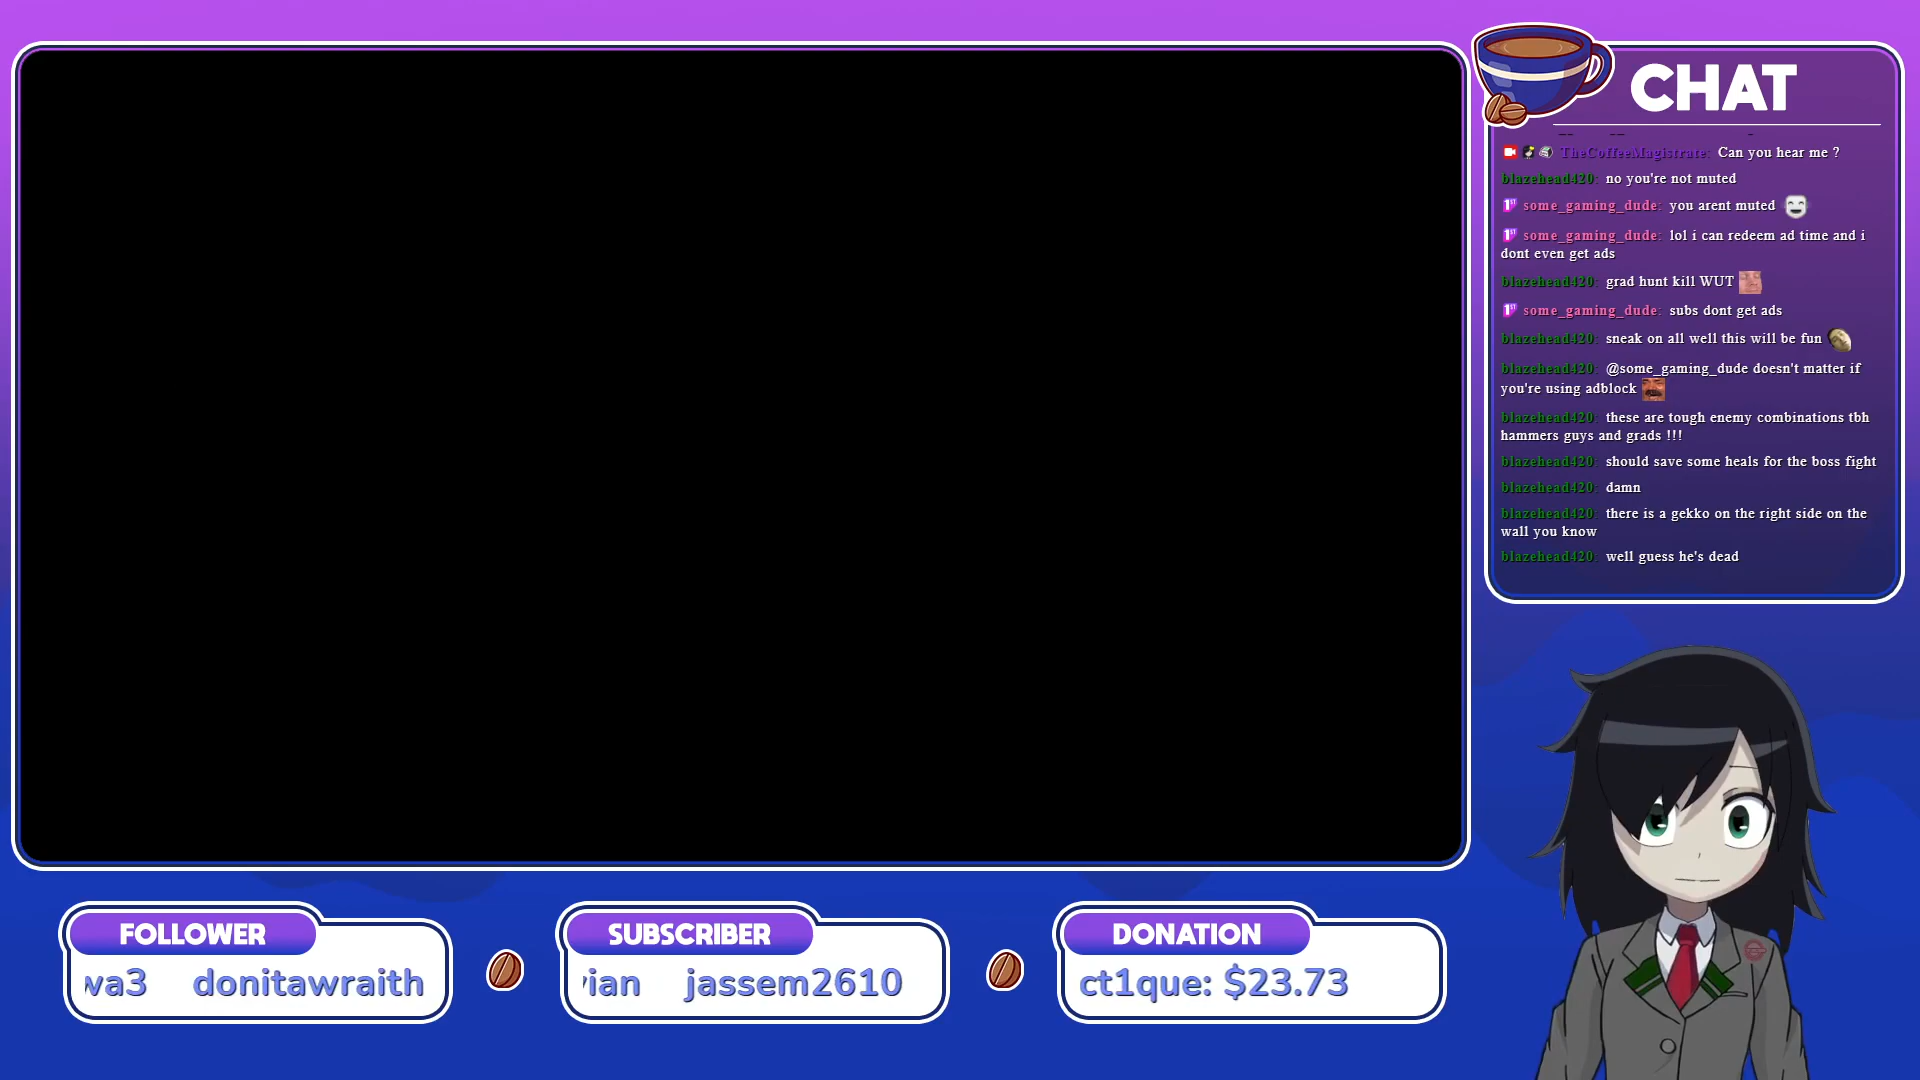 CHAT
TheCoffeeMagistrate: Can you hear me ?
blazehead420: no you're not muted
1ST some_gaming_dude: you arent muted
1ST some_gaming_dude: lol i can redeem ad time and i
dont even get ads
blazehead420: grad hunt kill WUT
1ST some_gaming_dude: subs dont get ads
blazehead420: sneak on all well this will be fun
blazehead420: @some_gaming_dude doesn't matter if
you're using adblock
blazehead420: these are tough enemy combinations tbh
hammers guys and grads !!!
blazehead420: should save some heals for the boss fight
blazehead420: damn
blazehead420: there is a gekko on the right side on the
wall you know
blazehead420: well guess he's dead
FOLLOWER
va3 donitawraith
SUBSCRIBER
ian jassem2610
DONATION
ct1que: $23.73